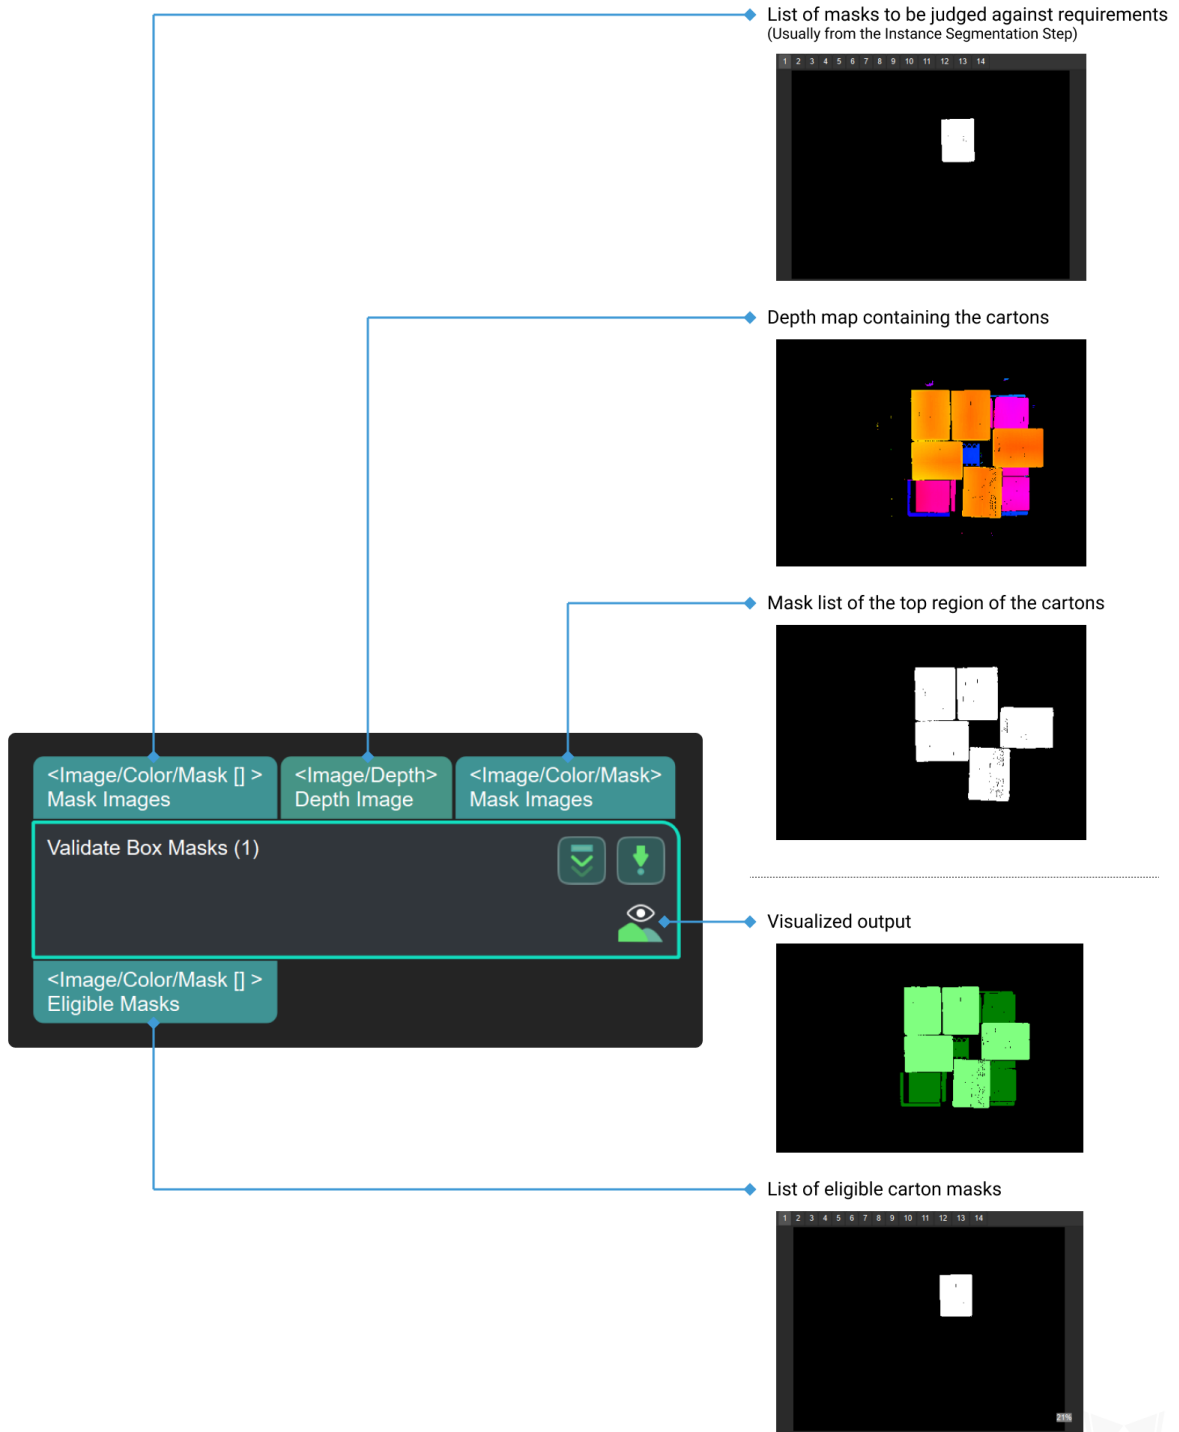 List of masks to be judged against requirements
(Usually from the Instance Segmentation Step)
1 2 3 4 5 6 7 8 9 10 11 12 13 14
Depth map containing the cartons
Mask list of the top region of the cartons
<Image/Color/Mask [] >
Mask Images
<Image/Depth>
Depth Image
<Image/Color/Mask>
Mask Images
Validate Box Masks (1)
Visualized output
<Image/Color/Mask [] >
Eligible Masks
List of eligible carton masks
1 2 3 4 5 6 7 8 9 10 11 12 13 14
21%